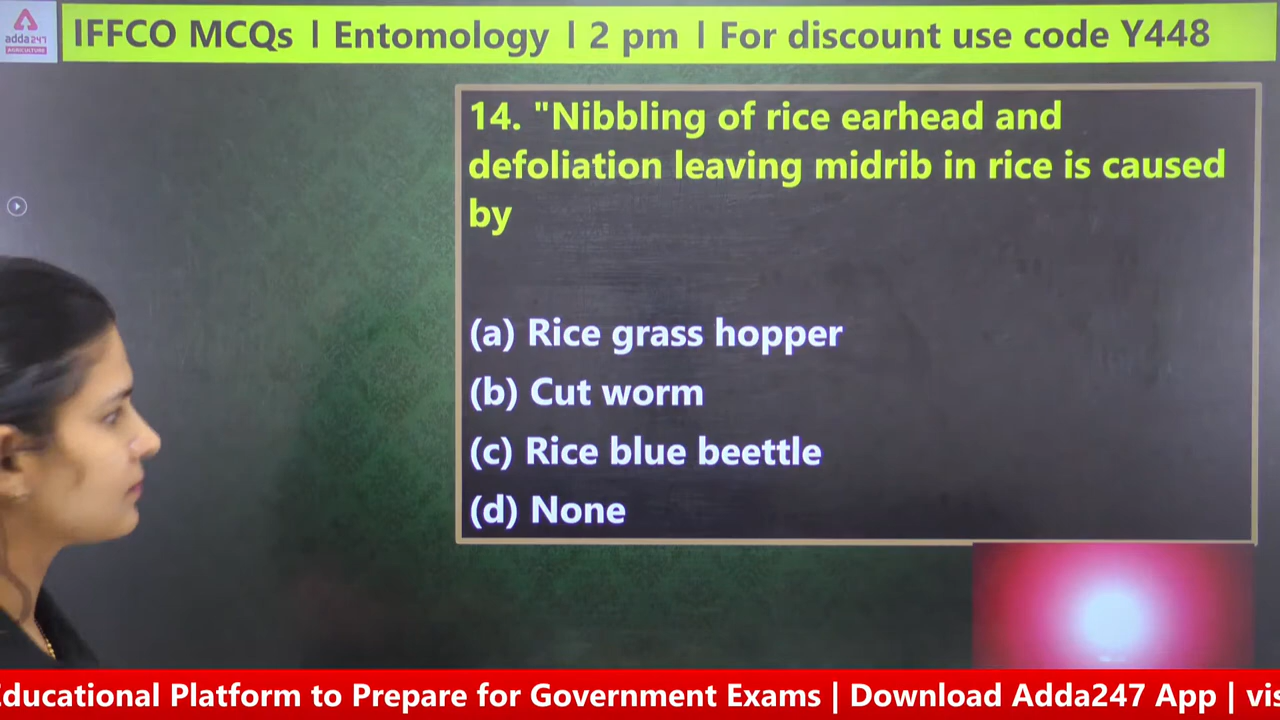 adda247
AGRICULTURE
IFFCO MCQs | Entomology | 2 pm | For discount use code Y448
14. "Nibbling of rice earhead and
defoliation leaving midrib in rice is caused
by
(a) Rice grass hopper
(b) Cut worm
(c) Rice blue beettle
(d) None
Educational Platform to Prepare for Government Exams | Download Adda247 App | vis